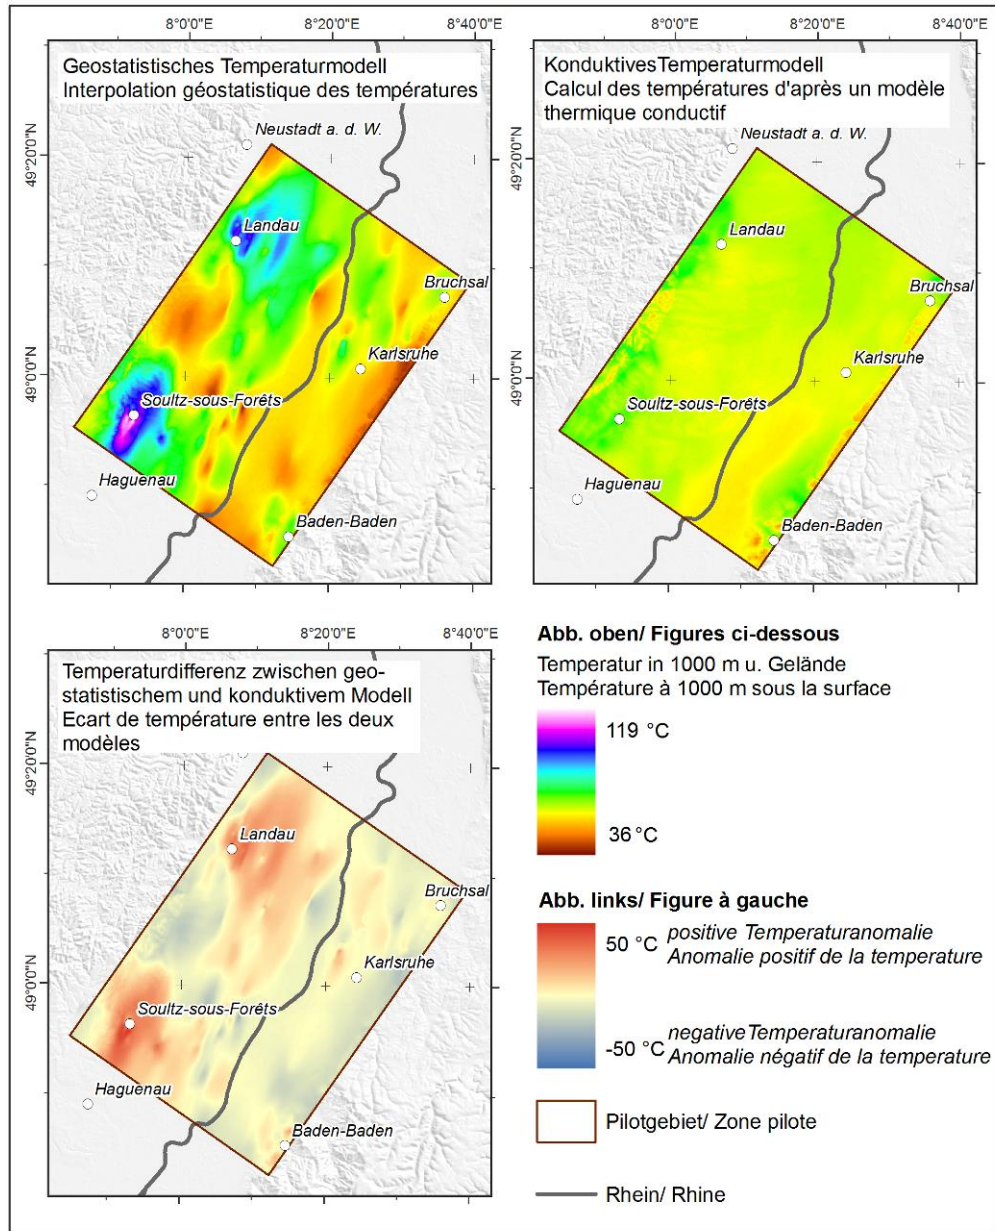 8°0'0"E 8°20'0"E 8°40'0"E
Geostatistisches Temperaturmodell
Interpolation géostatistique des températures
Neustadt a. d. W.
49°20'0"N
Landau
Bruchsal
Karlsruhe
49°0'0"N
Soultz-sous-Forêts
Haguenau
Baden-Baden
8°0'0"E 8°20'0"E 8°40'0"E
KonduktivesTemperaturmodell
Calcul des températures d'après un modèle
thermique conductif
Neustadt a. d. W.
49°20'0"N
Landau
Bruchsal
Karlsruhe
49°0'0"N
Soultz-sous-Forêts
Haguenau
Baden-Baden
8°0'0"E 8°20'0"E 8°40'0"E
Temperaturdifferenz zwischen geo-
statistischem und konduktivem Modell
Ecart de température entre les deux
modèles
49°20'0"N
Landau
Bruchsal
Karlsruhe
49°0'0"N
Soultz-sous-Forêts
Haguenau
Baden-Baden
Abb. oben/ Figures ci-dessous
Temperatur in 1000 m u. Gelände
Température à 1000 m sous la surface
119 °C
36 °C
Abb. links/ Figure à gauche
50 °C positive Temperaturanomalie
Anomalie positif de la temperature
-50 °C negative Temperaturanomalie
Anomalie négatif de la temperature
Pilotgebiet/ Zone pilote
Rhein/ Rhine